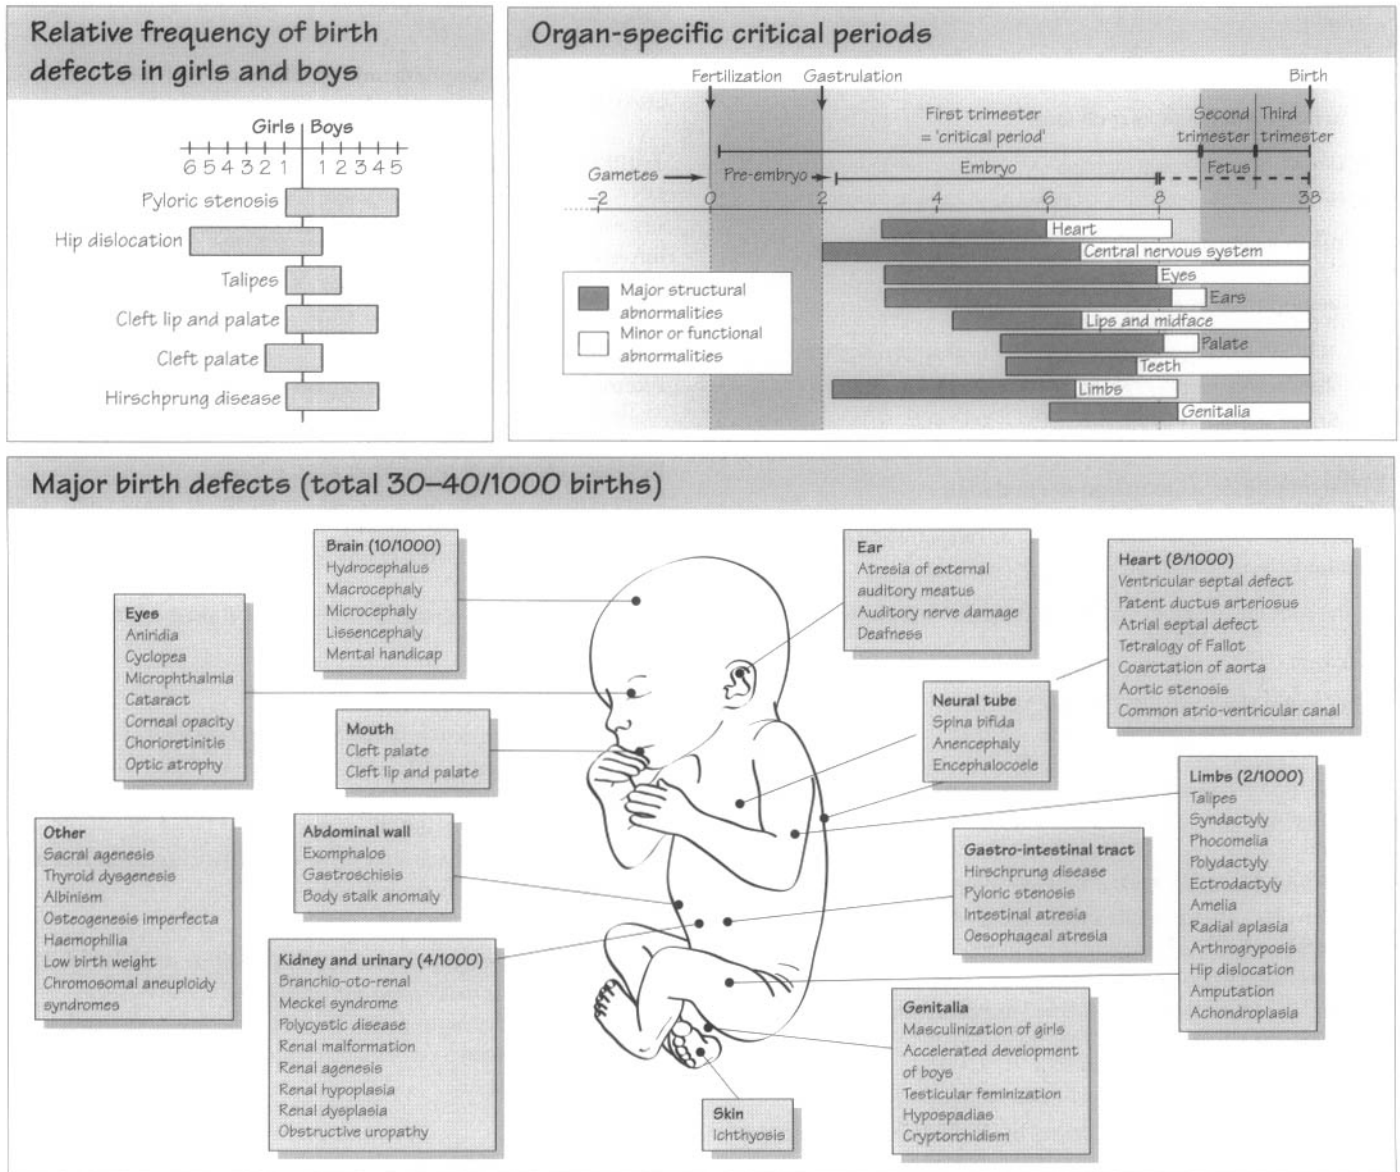 Relative frequency of birth
defects in girls and boys
Girls Boys
6 5 4 3 2 1 1 2 3 4 5
Pyloric stenosis
Hip dislocation
Talipes
Cleft lip and palate
Cleft palate
Hirschprung disease
Organ-specific critical periods
Fertilization Gastrulation Birth
First trimester
= 'critical period'
Second
trimester
Third
trimester
Gametes Pre-embryo Embryo Fetus
-2 0 2 4 6 8 38
Heart
Central nervous system
Eyes
Ears
Lips and midface
Palate
Teeth
Limbs
Genitalia
Major structural
abnormalities
Minor or functional
abnormalities
Major birth defects (total 30–40/1000 births)
Brain (10/1000)
Hydrocephalus
Macrocephaly
Microcephaly
Lissencephaly
Mental handicap
Ear
Atresia of external
auditory meatus
Auditory nerve damage
Deafness
Heart (8/1000)
Ventricular septal defect
Patent ductus arteriosus
Atrial septal defect
Tetralogy of Fallot
Coarctation of aorta
Aortic stenosis
Common atrio-ventricular canal
Eyes
Aniridia
Cyclopea
Microphthalmia
Cataract
Corneal opacity
Chorioretinitis
Optic atrophy
Mouth
Cleft palate
Cleft lip and palate
Neural tube
Spina bifida
Anencephaly
Encephalocoele
Limbs (2/1000)
Talipes
Syndactyly
Phocomelia
Polydactyly
Ectrodactyly
Amelia
Radial aplasia
Arthrogryposis
Hip dislocation
Amputation
Achondroplasia
Other
Sacral agenesis
Thyroid dysgenesis
Albinism
Osteogenesis imperfecta
Haemophilia
Low birth weight
Chromosomal aneuploidy
syndromes
Abdominal wall
Exomphalos
Gastroschisis
Body stalk anomaly
Gastro-intestinal tract
Hirschprung disease
Pyloric stenosis
Intestinal atresia
Oesophageal atresia
Kidney and urinary (4/1000)
Branchio-oto-renal
Meckel syndrome
Polycystic disease
Renal malformation
Renal agenesis
Renal hypoplasia
Renal dysplasia
Obstructive uropathy
Genitalia
Masculinization of girls
Accelerated development
of boys
Testicular feminization
Hypospadias
Cryptorchidism
Skin
Ichthyosis